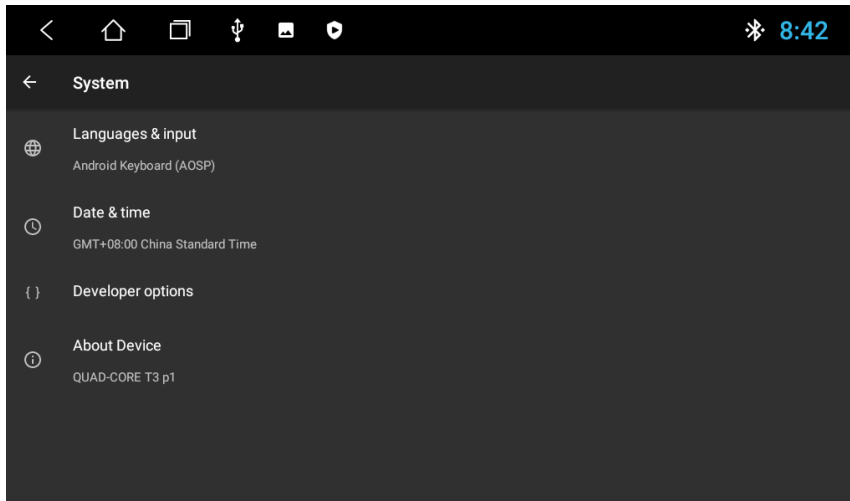 8:42
System
Languages & input
Android Keyboard (AOSP)
Date & time
GMT+08:00 China Standard Time
{ }
Developer options
About Device
QUAD-CORE T3 p1